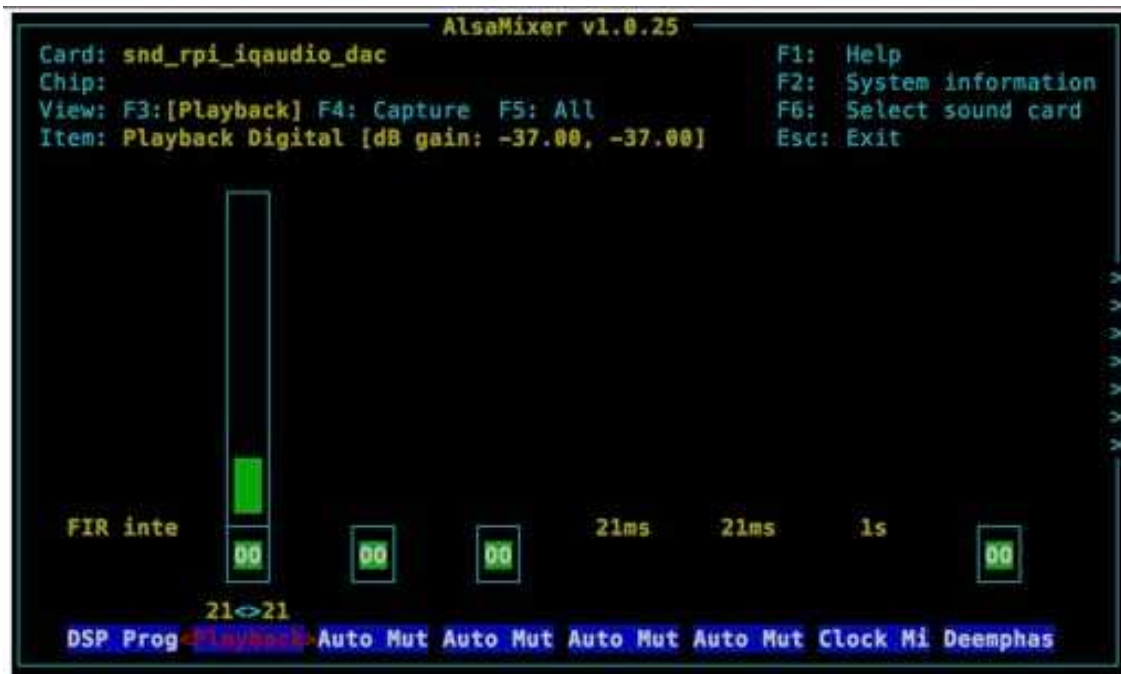 AlsaMixer v1.0.25
Card: snd_rpi_iqaudio_dac F1: Help
Chip: F2: System information
View: F3:[Playback] F4: Capture F5: All F6: Select sound card
Item: Playback Digital [dB gain: -37.00, -37.00] Esc: Exit
FIR inte 21ms 21ms 1s
00 00 00 00
21<>21
DSP Prog <Playback> Auto Mut Auto Mut Auto Mut Auto Mut Clock Mi Deemphas